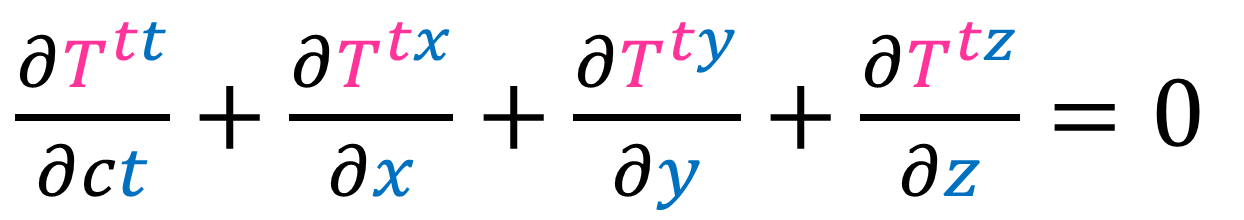 ∂T^{tt}/∂ct + ∂T^{tx}/∂x + ∂T^{ty}/∂y + ∂T^{tz}/∂z = 0